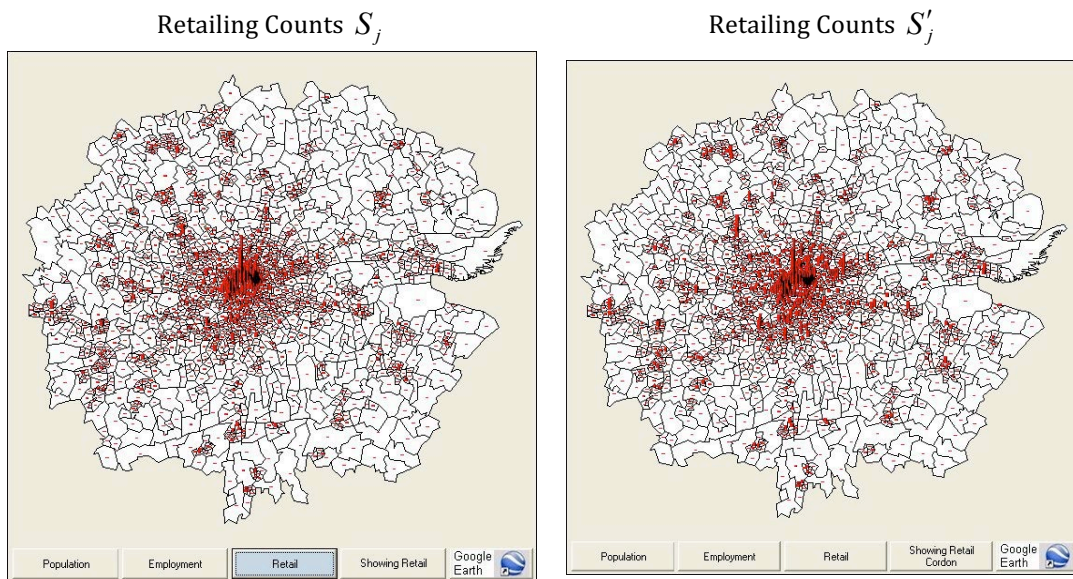 Retailing Counts S_j
Retailing Counts S′_j
Population
Employment
Retail
Showing Retail
Google
Earth
Population
Employment
Retail
Showing Retail
Cordon
Google
Earth